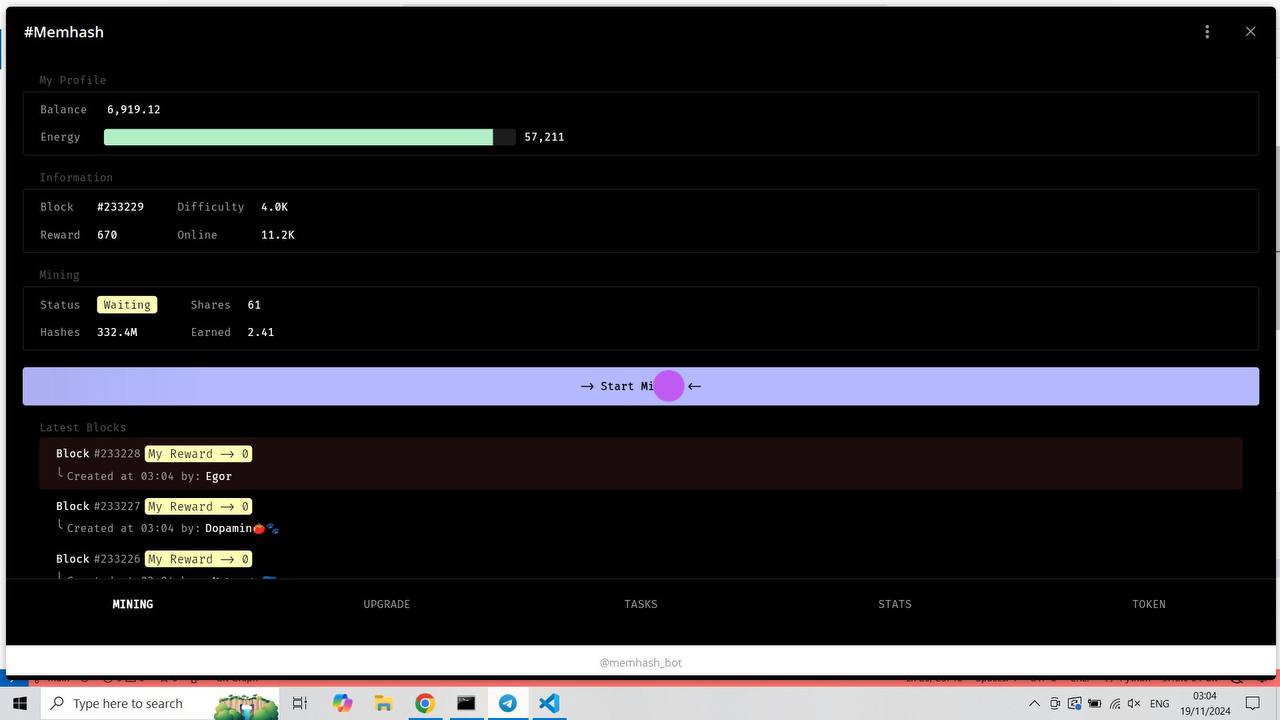 #Memhash
My Profile
Balance 6,919.12
Energy 57,211
Information
Block #233229 Difficulty 4.0K
Reward 670 Online 11.2K
Mining
Status Waiting Shares 61
Hashes 332.4M Earned 2.41
→ Start Mi ←
Latest Blocks
Block #233228 My Reward → 0
Created at 03:04 by: Egor
Block #233227 My Reward → 0
Created at 03:04 by: Dopamin🍅🐾
Block #233226 My Reward → 0
MINING UPGRADE TASKS STATS TOKEN
@memhash_bot
Type here to search
ENG
03:04
19/11/2024